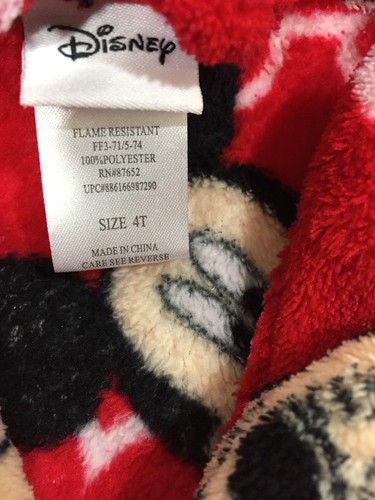 Disney
FLAME RESISTANT
FF3-71/5-74
100%POLYESTER
RN#87652
UPC#886166987290
SIZE 4T
MADE IN CHINA
CARE SEE REVERSE